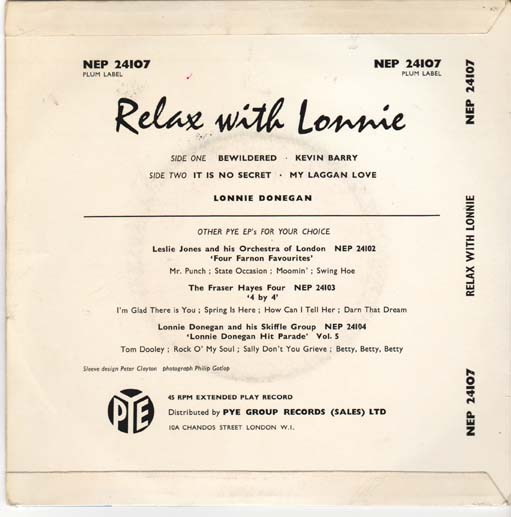 NEP 24107
PLUM LABEL
NEP 24107
PLUM LABEL
Relax with Lonnie
SIDE ONE BEWILDERED · KEVIN BARRY
SIDE TWO IT IS NO SECRET · MY LAGGAN LOVE
LONNIE DONEGAN
OTHER PYE EP's FOR YOUR CHOICE
Leslie Jones and his Orchestra of London NEP 24102
'Four Farnon Favourites'
Mr. Punch ; State Occasion ; Moomin' ; Swing Hoe
The Fraser Hayes Four NEP 24103
'4 by 4'
I'm Glad There is You ; Spring Is Here ; How Can I Tell Her ; Darn That Dream
Lonnie Donegan and his Skiffle Group NEP 24104
'Lonnie Donegan Hit Parade' Vol. 5
Tom Dooley ; Rock O' My Soul ; Sally Don't You Grieve ; Betty, Betty, Betty
Sleeve design Peter Clayton photograph Philip Gotlop
PYE
45 RPM EXTENDED PLAY RECORD
Distributed by PYE GROUP RECORDS (SALES) LTD
10A CHANDOS STREET LONDON W.1.
NEP 24107
RELAX WITH LONNIE
NEP 24107